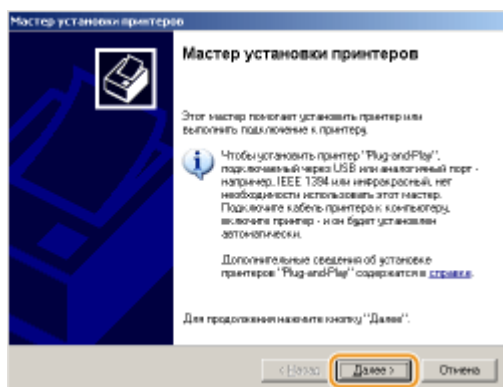 Мастер установки принтеров
Мастер установки принтеров
Этот мастер помогает установить принтер или
выполнить подключение к принтеру.
Чтобы установить принтер "Plug-and-Play",
подключаемый через USB или аналогичный порт -
например, IEEE 1394 или инфракрасный, нет
необходимости использовать этот мастер.
Подключите кабель принтера к компьютеру,
включите принтер - и он будет установлен
автоматически.
Дополнительные сведения об установке
принтеров "Plug-and-Play" содержатся в справке.
Для продолжения нажмите кнопку "Далее".
< Назад
Далее >
Отмена